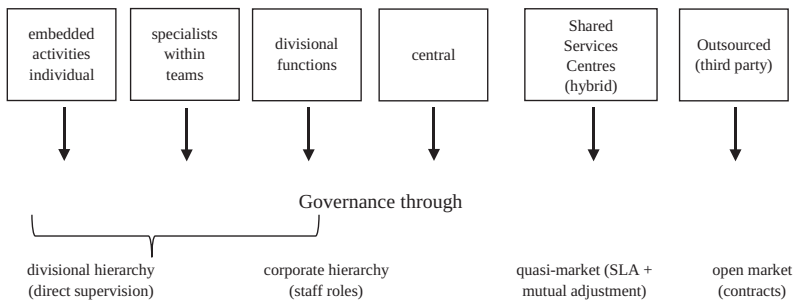 embedded
activities
individual
specialists
within
teams
divisional
functions
central
Shared
Services
Centres
(hybrid)
Outsourced
(third party)
Governance through
divisional hierarchy
(direct supervision)
corporate hierarchy
(staff roles)
quasi-market (SLA +
mutual adjustment)
open market
(contracts)